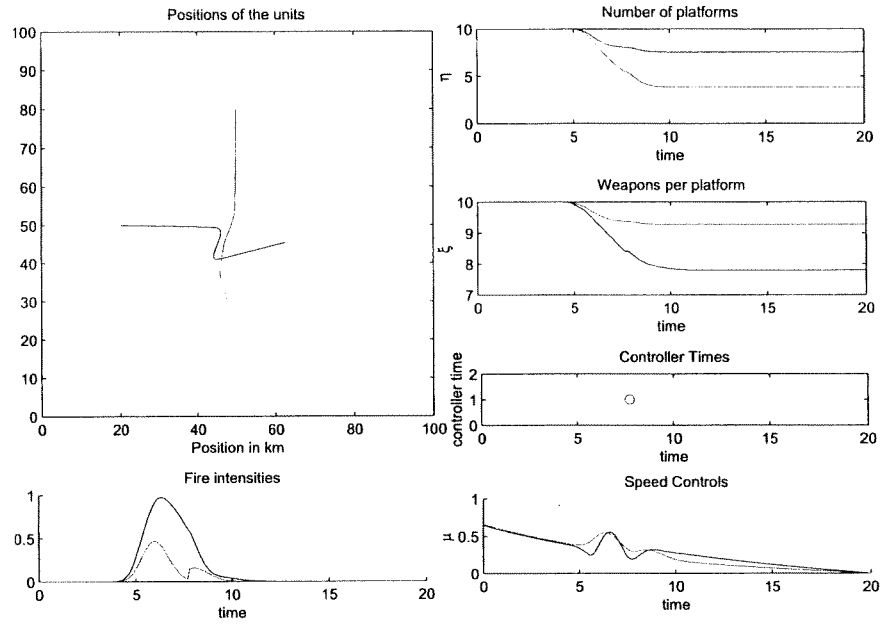 Positions of the units
100
90
80
70
60
50
40
30
20
10
0
0 20 40 60 80 100
Position in km
Number of platforms
10
5
0
η
0 5 10 15 20
time
Weapons per platform
10
9
8
7
ξ
0 5 10 15 20
time
Controller Times
2
1
0
controller time
0 5 10 15 20
time
Fire intensities
1
0.5
0
0 5 10 15 20
time
Speed Controls
1
0.5
0
μ
0 5 10 15 20
time